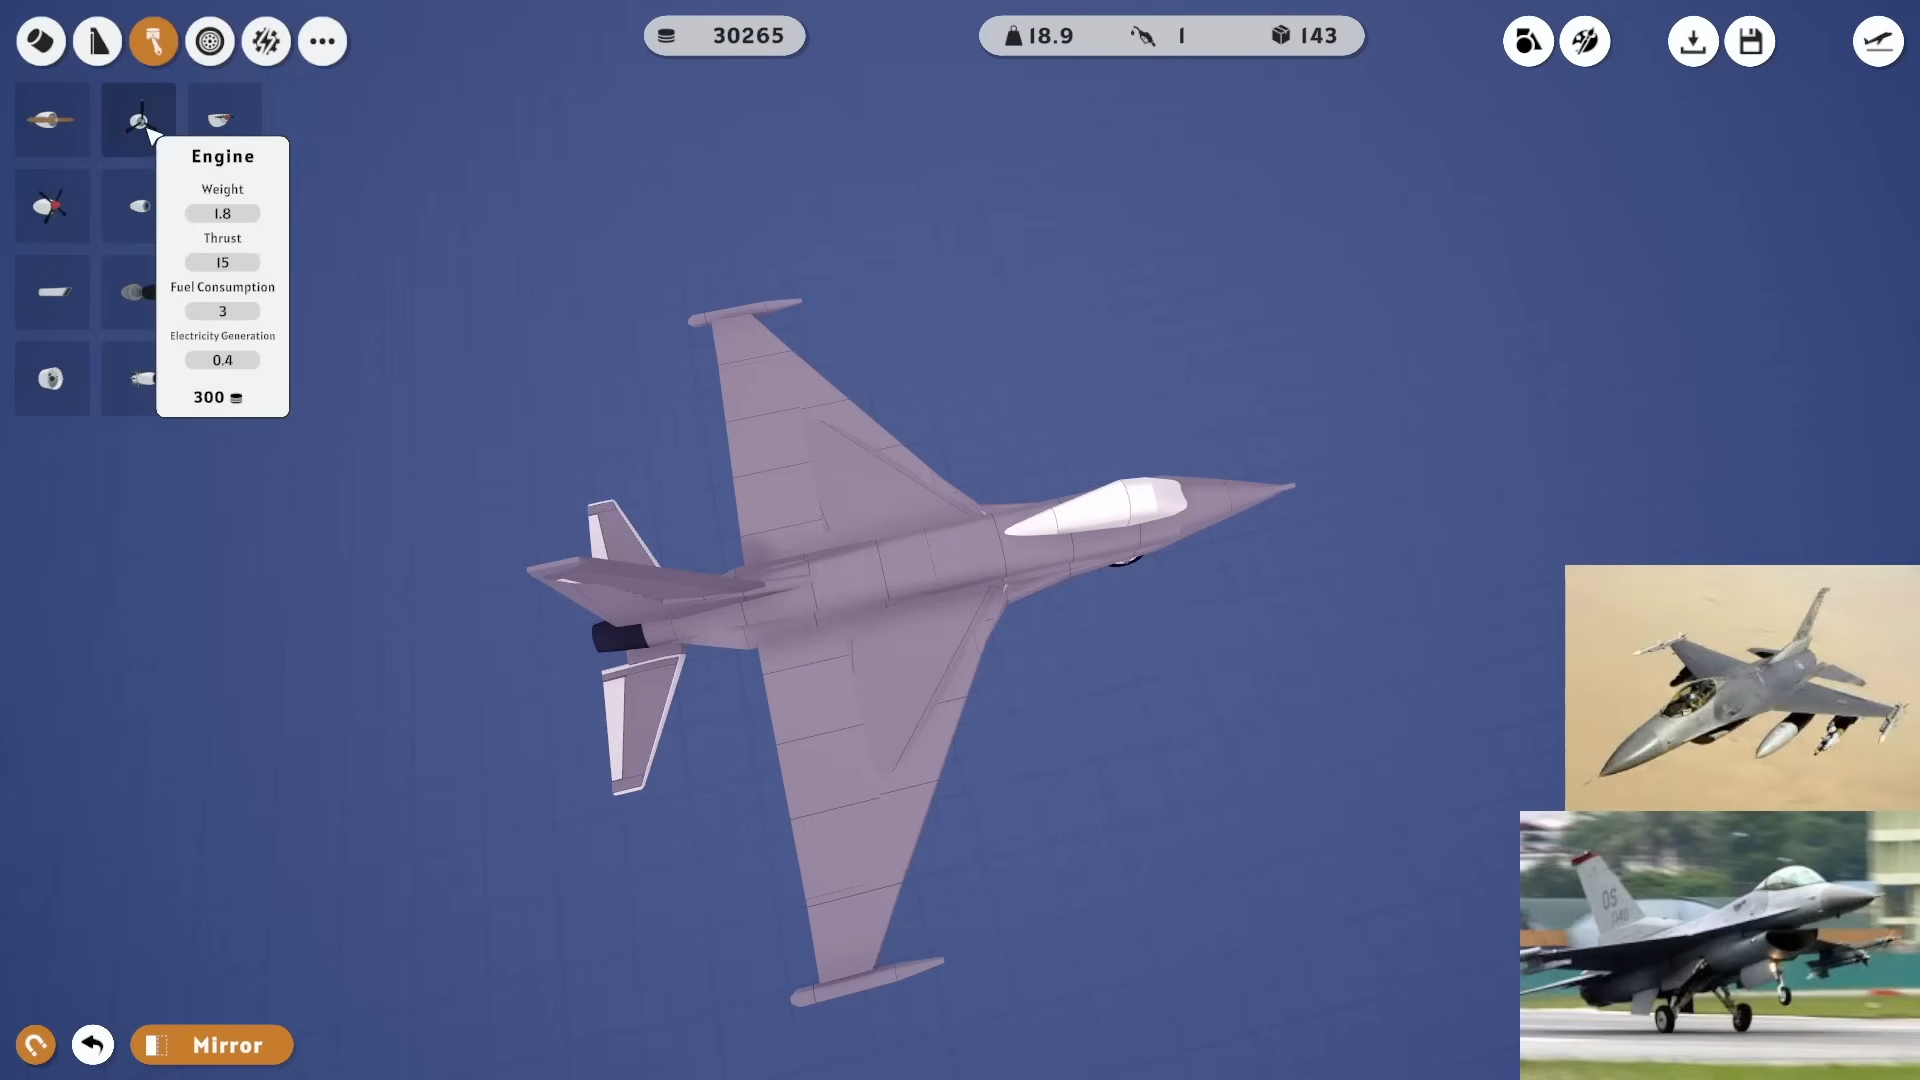 30265
18.9
1
143
Engine
Weight
1.8
Thrust
15
Fuel Consumption
3
Electricity Generation
0.4
300
OS
Mirror